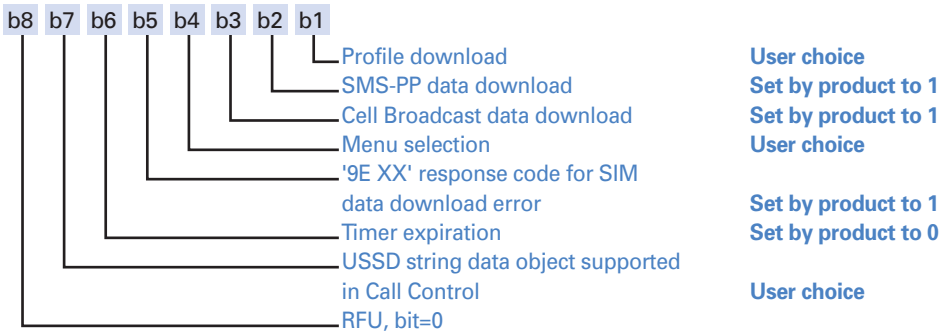 b8 b7 b6 b5 b4 b3 b2 b1
Profile download User choice
SMS-PP data download Set by product to 1
Cell Broadcast data download Set by product to 1
Menu selection User choice
'9E XX' response code for SIM
data download error Set by product to 1
Timer expiration Set by product to 0
USSD string data object supported
in Call Control User choice
RFU, bit=0